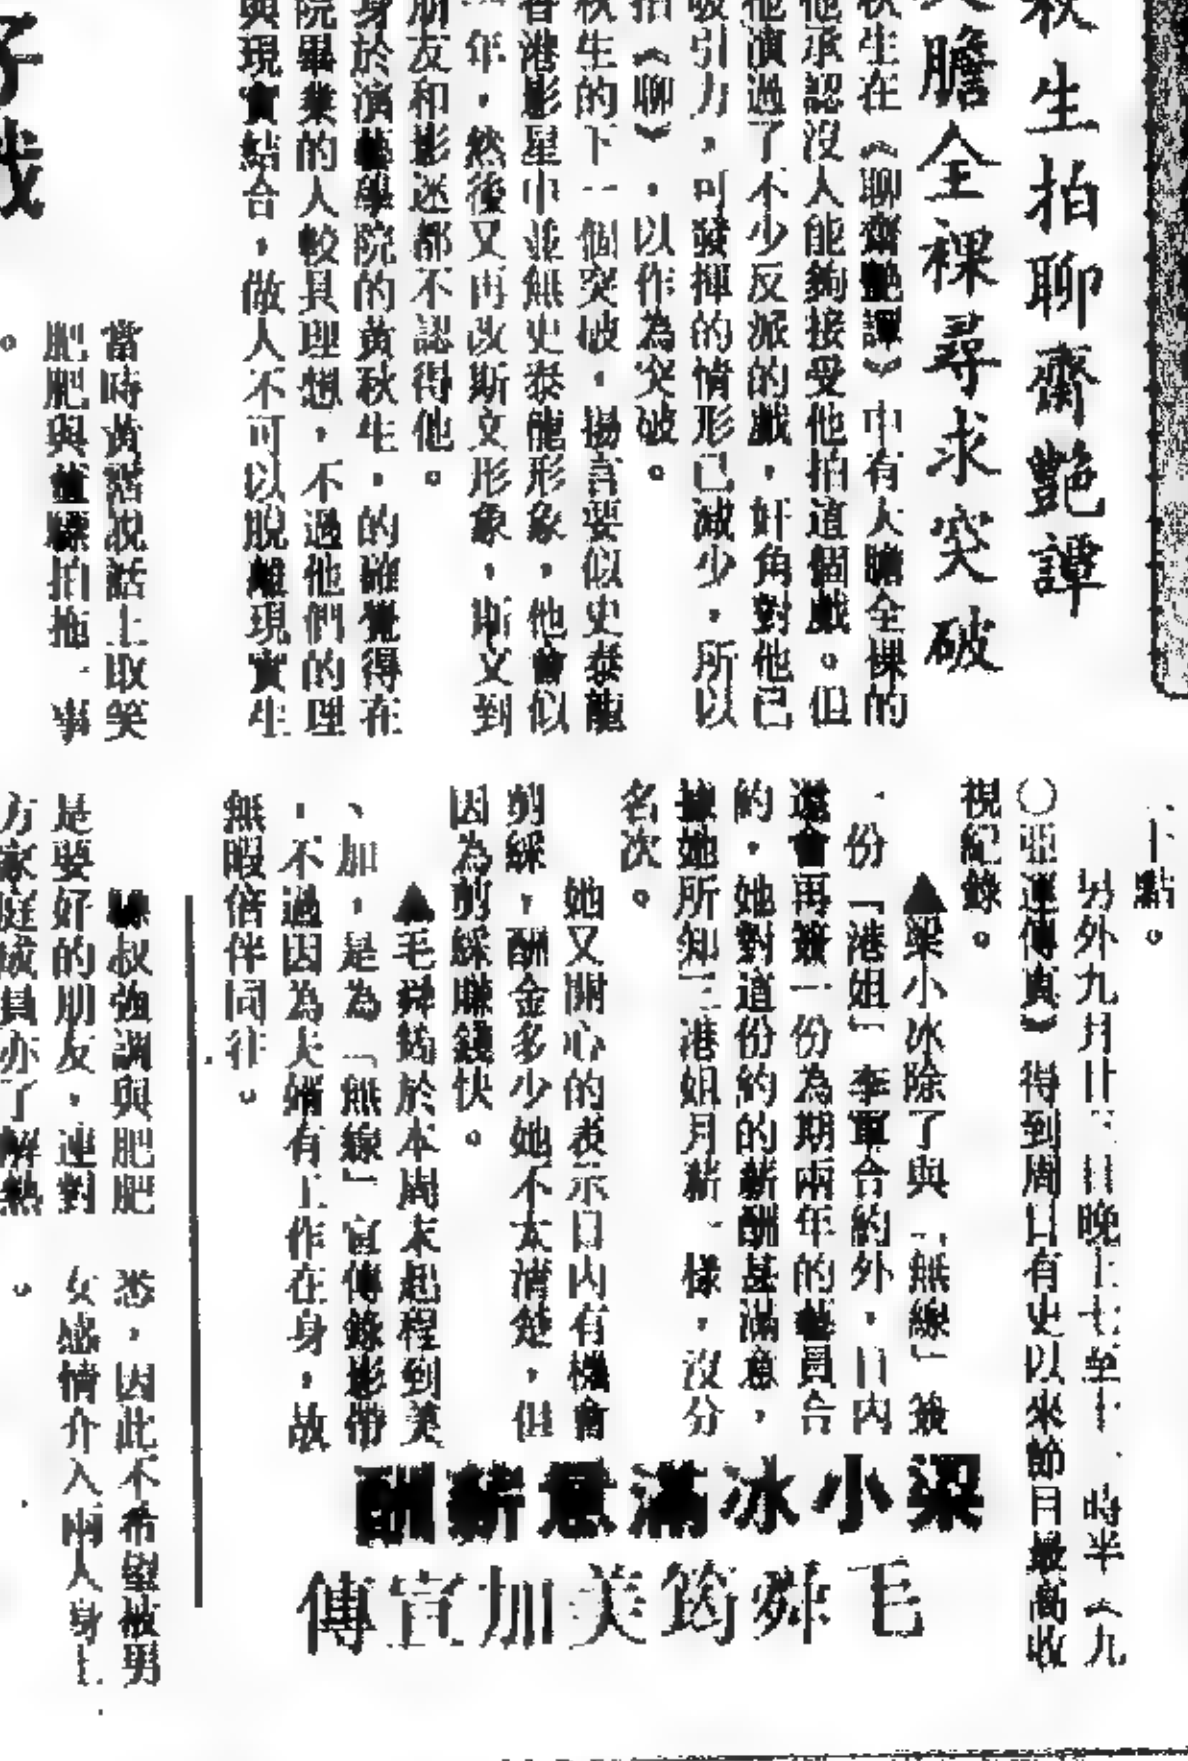 秋生拍聊齋艷譚
大膽全裸尋求突破
秋生在《聊齋艷譚》中有大膽全裸的
他承認沒人能夠接受他拍這個戲。但
他演過了不少反派的戲，奸角對他已
吸引力，可發揮的情形已減少，所以
拍《聊》，以作為突破。
秋生的下一個突破，揚言要似史泰龍
香港影星中並無史泰龍形象，他會似
年，然後又再改斯文形象，斯文到
朋友和影迷都不認得他。
身於演藝學院的黃秋生，的確覺得在
院畢業的人較具理想，不過他們的理
與現實結合，做人不可以脫離現實生
當時黃霑說話上取笑
肥肥與董驃拍拖一事
。
點。
另外九月廿三日晚上七至十一時半《九
〇亞運傳真》得到周日有史以來節目最高收
視紀錄。
梁小冰滿意薪酬
毛舜筠美加宣傳
▲梁小冰除了與「無線」簽
一份「港姐」李軍合約外，日內
還會再簽一份為期兩年的藝員合
約，她對這份約的薪酬甚滿意，
據她所知三港姐月薪一樣，沒分
名次。
她又開心的表示日內有機會
剪綵，酬金多少她不太清楚，但
因為剪綵賺錢快。
▲毛舜筠於本周末起程到美
、加，是為「無線」宣傳錄影帶
，不過因為夫婿有工作在身，故
無暇陪伴同往。
驃叔強調與肥肥
是要好的朋友，連對
方家庭成員亦了解熟
悉，因此不希望被男
女感情介入兩人身上
。